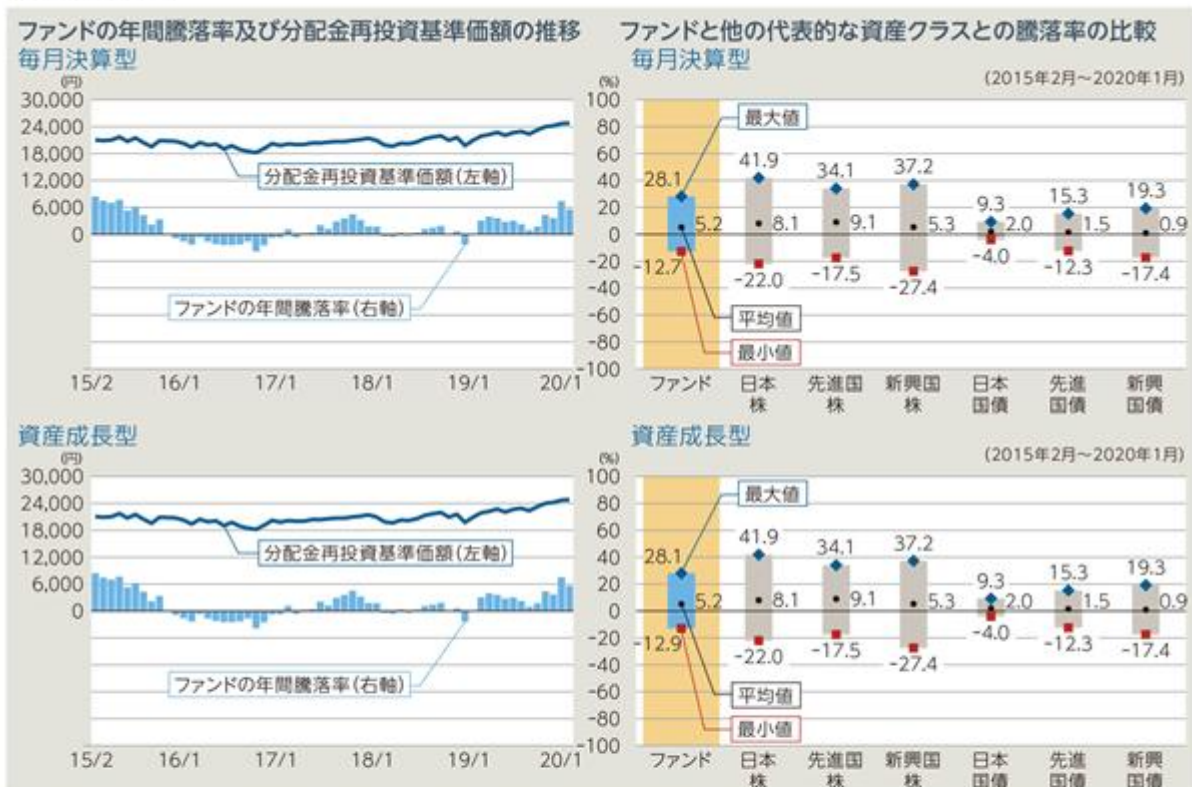 ファンドの年間騰落率及び分配金再投資基準価額の推移
毎月決算型
(円)
30,000
24,000
18,000
12,000
6,000
0
分配金再投資基準価額(左軸)
ファンドの年間騰落率(右軸)
15/2 16/1 17/1 18/1 19/1 20/1
ファンドと他の代表的な資産クラスとの騰落率の比較
毎月決算型
(2015年2月〜2020年1月)
(%)
100
80
60
40
20
0
-20
-40
-60
-80
-100
最大値
平均値
最小値
28.1 41.9 34.1 37.2 9.3 15.3 19.3
5.2 8.1 9.1 5.3 2.0 1.5 0.9
-12.7 -22.0 -17.5 -27.4 -4.0 -12.3 -17.4
ファンド 日本 先進国 新興国 日本 先進 新興
株 株 株 国債 国債 国債
資産成長型
(円)
30,000
24,000
18,000
12,000
6,000
0
分配金再投資基準価額(左軸)
ファンドの年間騰落率(右軸)
15/2 16/1 17/1 18/1 19/1 20/1
資産成長型
(2015年2月〜2020年1月)
(%)
100
80
60
40
20
0
-20
-40
-60
-80
-100
最大値
平均値
最小値
28.1 41.9 34.1 37.2 9.3 15.3 19.3
5.2 8.1 9.1 5.3 2.0 1.5 0.9
-12.9 -22.0 -17.5 -27.4 -4.0 -12.3 -17.4
ファンド 日本 先進国 新興国 日本 先進 新興
株 株 株 国債 国債 国債